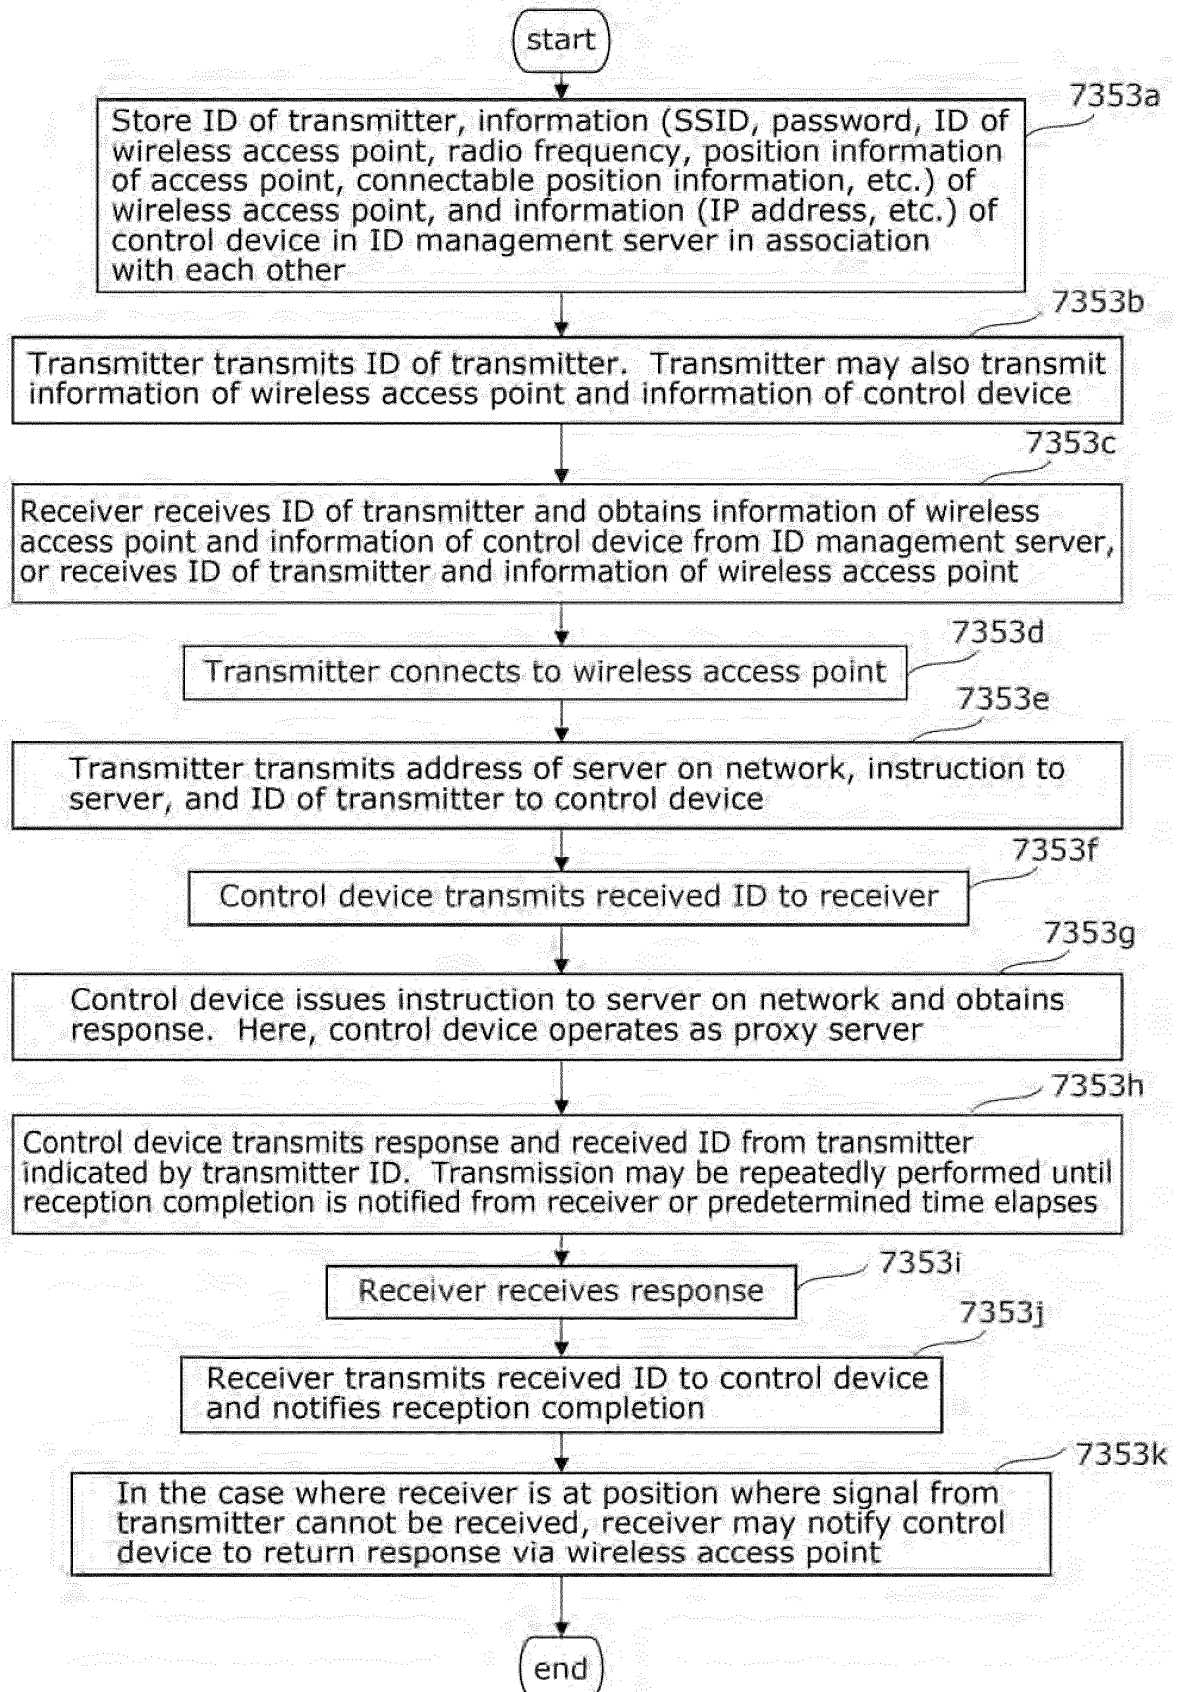 start
7353a
Store ID of transmitter, information (SSID, password, ID of
wireless access point, radio frequency, position information
of access point, connectable position information, etc.) of
wireless access point, and information (IP address, etc.) of
control device in ID management server in association
with each other
7353b
Transmitter transmits ID of transmitter. Transmitter may also transmit
information of wireless access point and information of control device
7353c
Receiver receives ID of transmitter and obtains information of wireless
access point and information of control device from ID management server,
or receives ID of transmitter and information of wireless access point
7353d
Transmitter connects to wireless access point
7353e
Transmitter transmits address of server on network, instruction to
server, and ID of transmitter to control device
7353f
Control device transmits received ID to receiver
7353g
Control device issues instruction to server on network and obtains
response. Here, control device operates as proxy server
7353h
Control device transmits response and received ID from transmitter
indicated by transmitter ID. Transmission may be repeatedly performed until
reception completion is notified from receiver or predetermined time elapses
7353i
Receiver receives response
7353j
Receiver transmits received ID to control device
and notifies reception completion
7353k
In the case where receiver is at position where signal from
transmitter cannot be received, receiver may notify control
device to return response via wireless access point
end